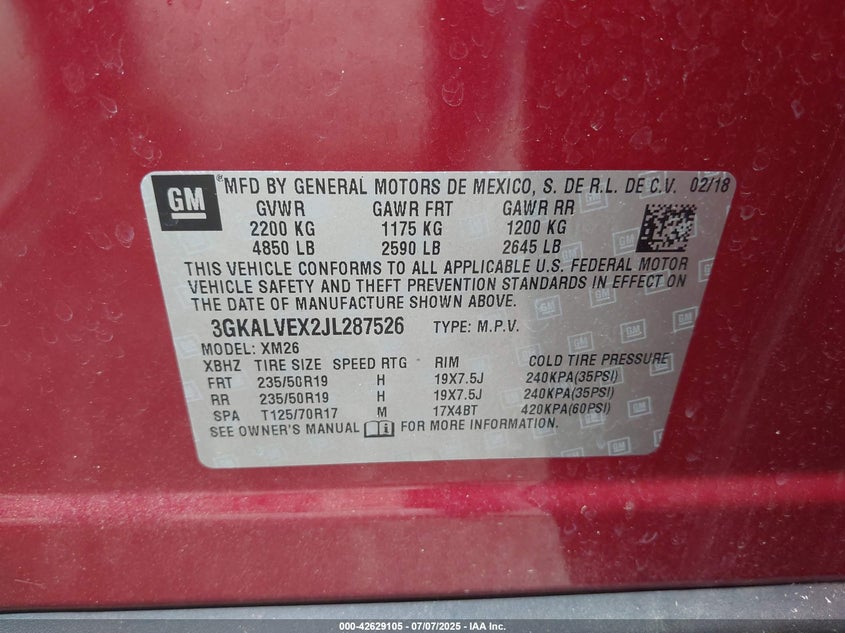 GM ® MFD BY GENERAL MOTORS DE MEXICO, S. DE R.L. DE C.V. 02/18
GVWR GAWR FRT GAWR RR
2200 KG 1175 KG 1200 KG
4850 LB 2590 LB 2645 LB
THIS VEHICLE CONFORMS TO ALL APPLICABLE U.S. FEDERAL MOTOR
VEHICLE SAFETY AND THEFT PREVENTION STANDARDS IN EFFECT ON
THE DATE OF MANUFACTURE SHOWN ABOVE.
3GKALVEX2JL287526 TYPE: M.P.V.
MODEL: XM26
XBHZ TIRE SIZE SPEED RTG RIM COLD TIRE PRESSURE
FRT 235/50R19 H 19X7.5J 240KPA(35PSI)
RR 235/50R19 H 19X7.5J 240KPA(35PSI)
SPA T125/70R17 M 17X4BT 420KPA(60PSI)
SEE OWNER'S MANUAL FOR MORE INFORMATION.
000-42629105 - 07/07/2025 - IAA Inc.